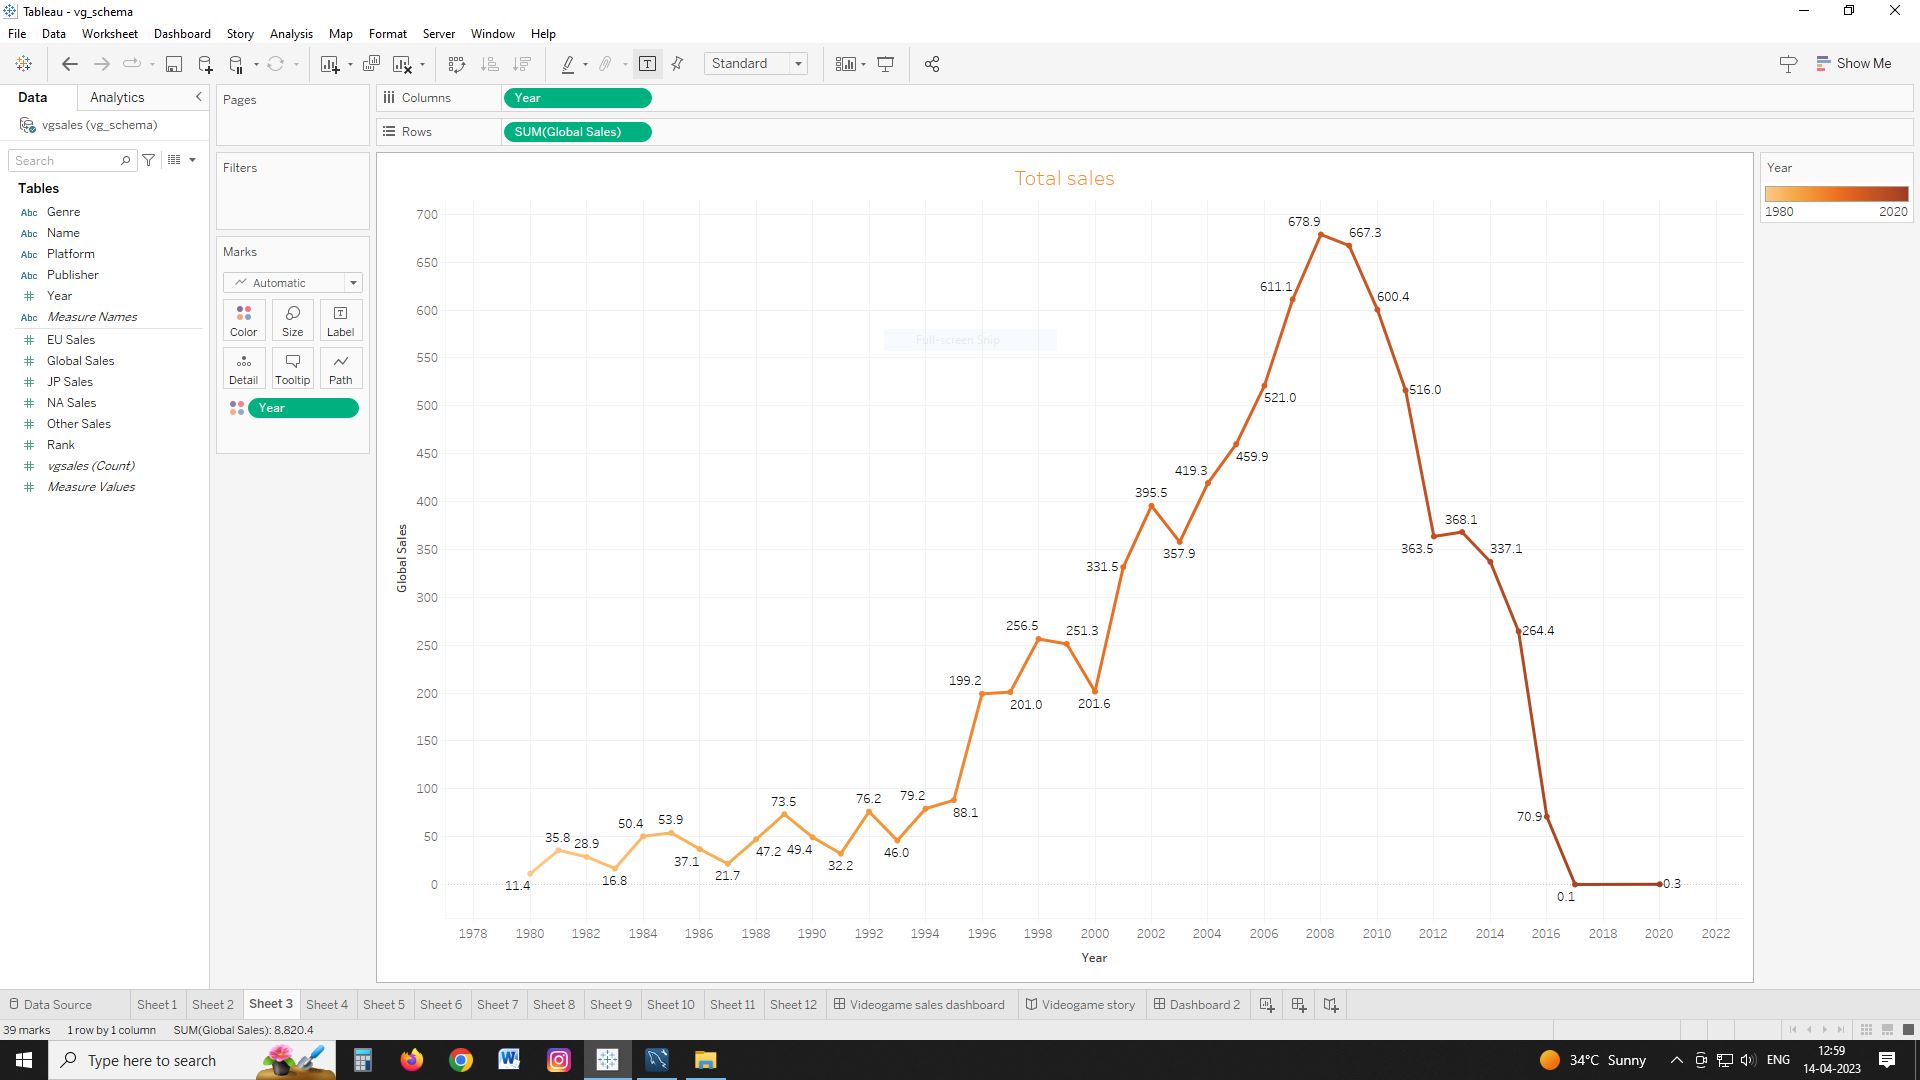 Tableau - vg_schema
File Data Worksheet Dashboard Story Analysis Map Format Server Window Help
Standard
Show Me
Data Analytics
vgsales (vg_schema)
Search
Tables
Abc Genre
Abc Name
Abc Platform
Abc Publisher
# Year
Abc Measure Names
# EU Sales
# Global Sales
# JP Sales
# NA Sales
# Other Sales
# Rank
# vgsales (Count)
# Measure Values
Pages
Filters
Marks
Automatic
Color Size Label
Detail Tooltip Path
Year
Columns Year
Rows SUM(Global Sales)
Total sales
Full-screen Snip
Global Sales
700
650
600
550
500
450
400
350
300
250
200
150
100
50
0
11.4
35.8
28.9
16.8
50.4
53.9
37.1
21.7
47.2
73.5
49.4
32.2
76.2
46.0
79.2
88.1
199.2
201.0
256.5
251.3
201.6
331.5
395.5
357.9
419.3
459.9
521.0
611.1
678.9
667.3
600.4
516.0
363.5
368.1
337.1
264.4
70.9
0.1
0.3
1978 1980 1982 1984 1986 1988 1990 1992 1994 1996 1998 2000 2002 2004 2006 2008 2010 2012 2014 2016 2018 2020 2022
Year
Year
1980 2020
Data Source Sheet 1 Sheet 2 Sheet 3 Sheet 4 Sheet 5 Sheet 6 Sheet 7 Sheet 8 Sheet 9 Sheet 10 Sheet 11 Sheet 12 Videogame sales dashboard Videogame story Dashboard 2
39 marks 1 row by 1 column SUM(Global Sales): 8,820.4
Type here to search
34°C Sunny
ENG
12:59
14-04-2023